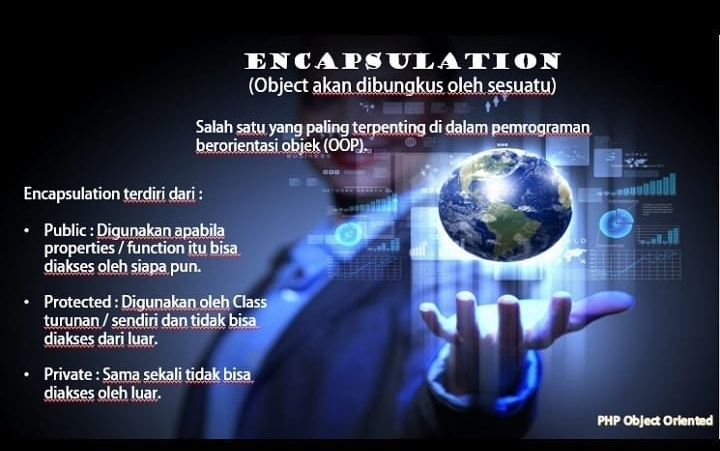 ENCAPSULATION
(Object akan dibungkus oleh sesuatu)
Salah satu yang paling terpenting di dalam pemrograman
berorientasi objek (OOP).
BUSINESS
WORLD
Encapsulation terdiri dari :
• Public : Digunakan apabila
properties / function itu bisa
diakses oleh siapa pun.
• Protected : Digunakan oleh Class
turunan / sendiri dan tidak bisa
diakses dari luar.
• Private : Sama sekali tidak bisa
diakses oleh luar.
PHP Object Oriented